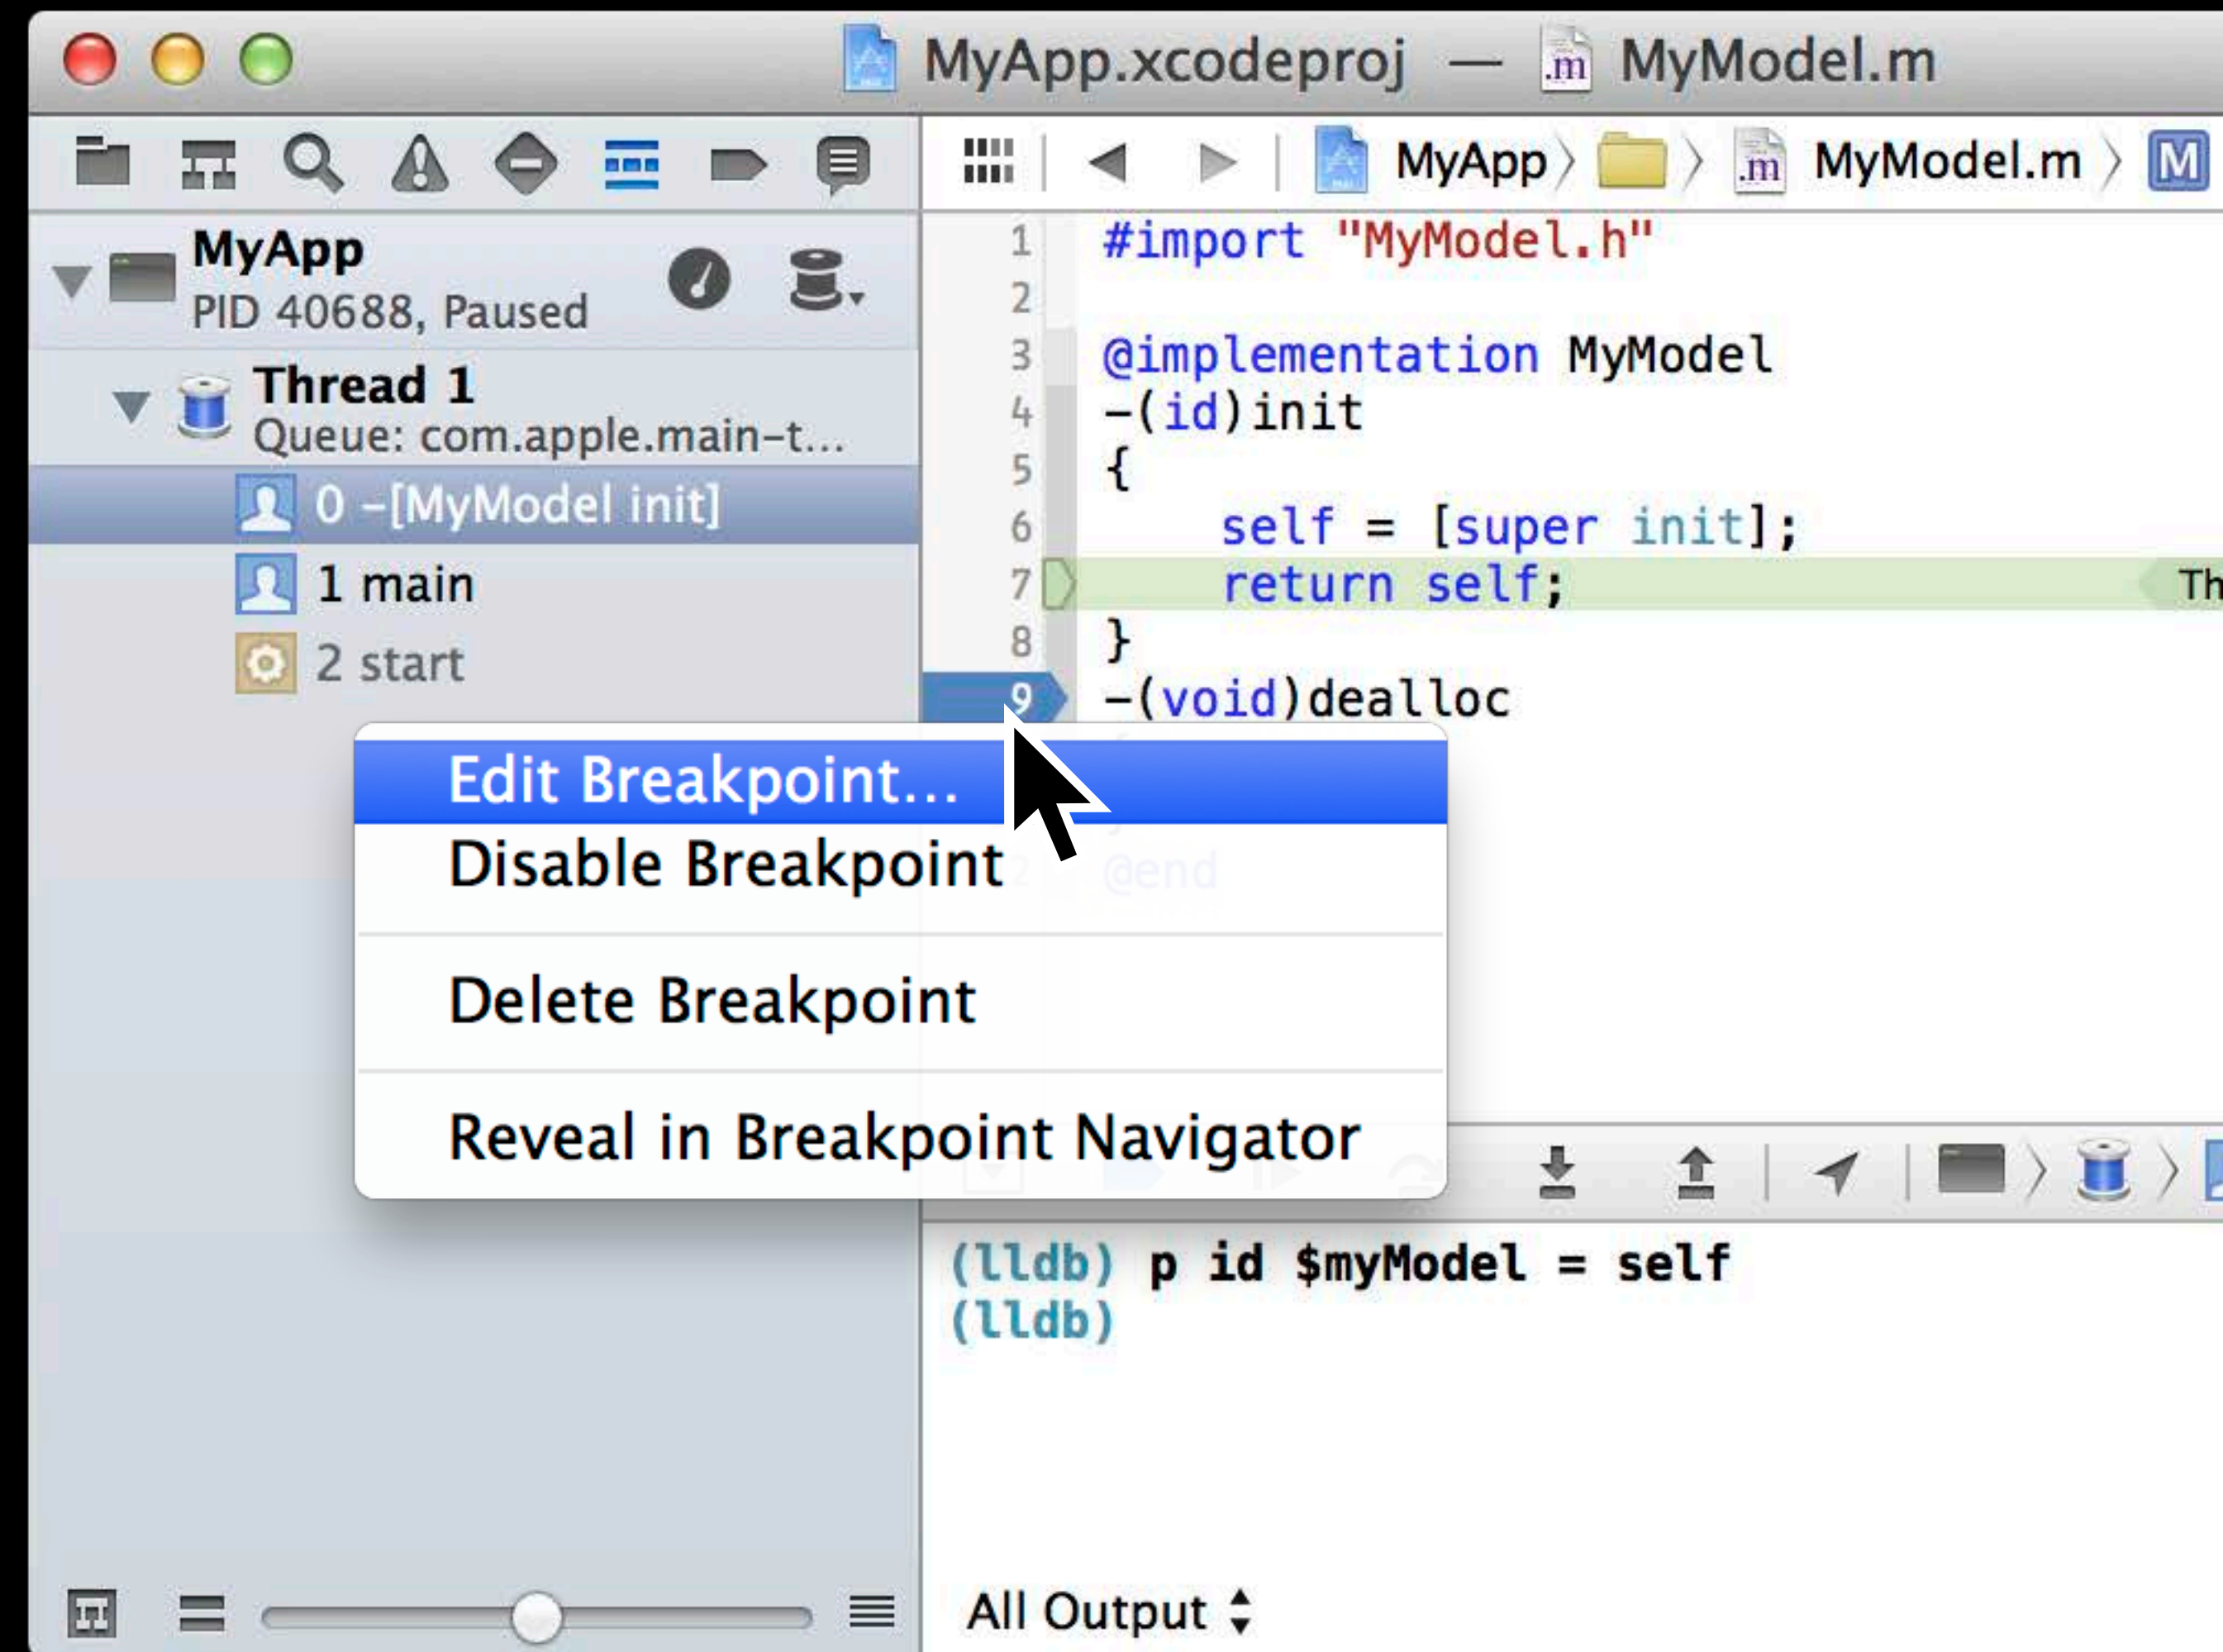 MyApp.xcodeproj — MyModel.m
MyApp MyModel.m M
MyApp
PID 40688, Paused
Thread 1
Queue: com.apple.main-t...
0 -[MyModel init]
1 main
2 start
1 #import "MyModel.h"
2
3 @implementation MyModel
4 -(id)init
5 {
6 self = [super init];
7 return self; Th
8 }
9 -(void)dealloc
@end
Edit Breakpoint...
Disable Breakpoint
Delete Breakpoint
Reveal in Breakpoint Navigator
(lldb) p id $myModel = self
(lldb)
All Output